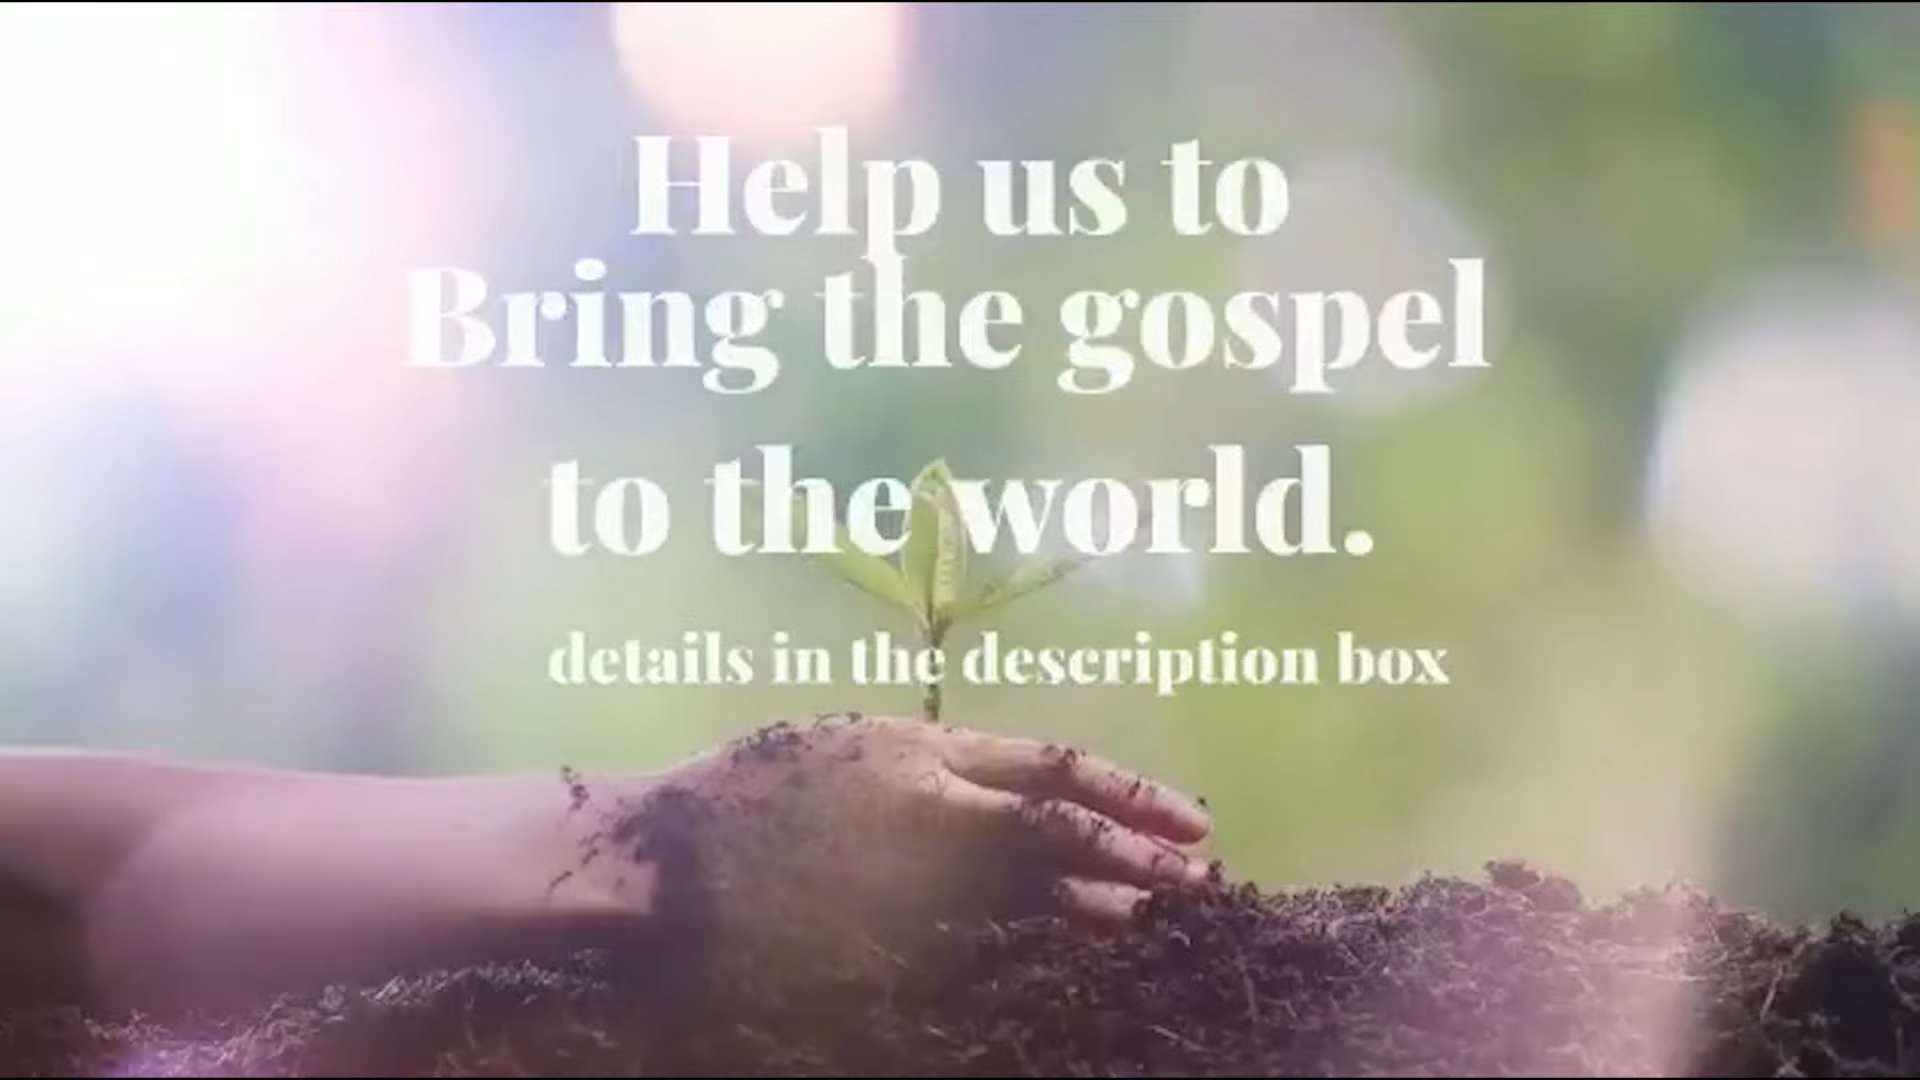 Help us to
Bring the gospel
to the world.
details in the description box